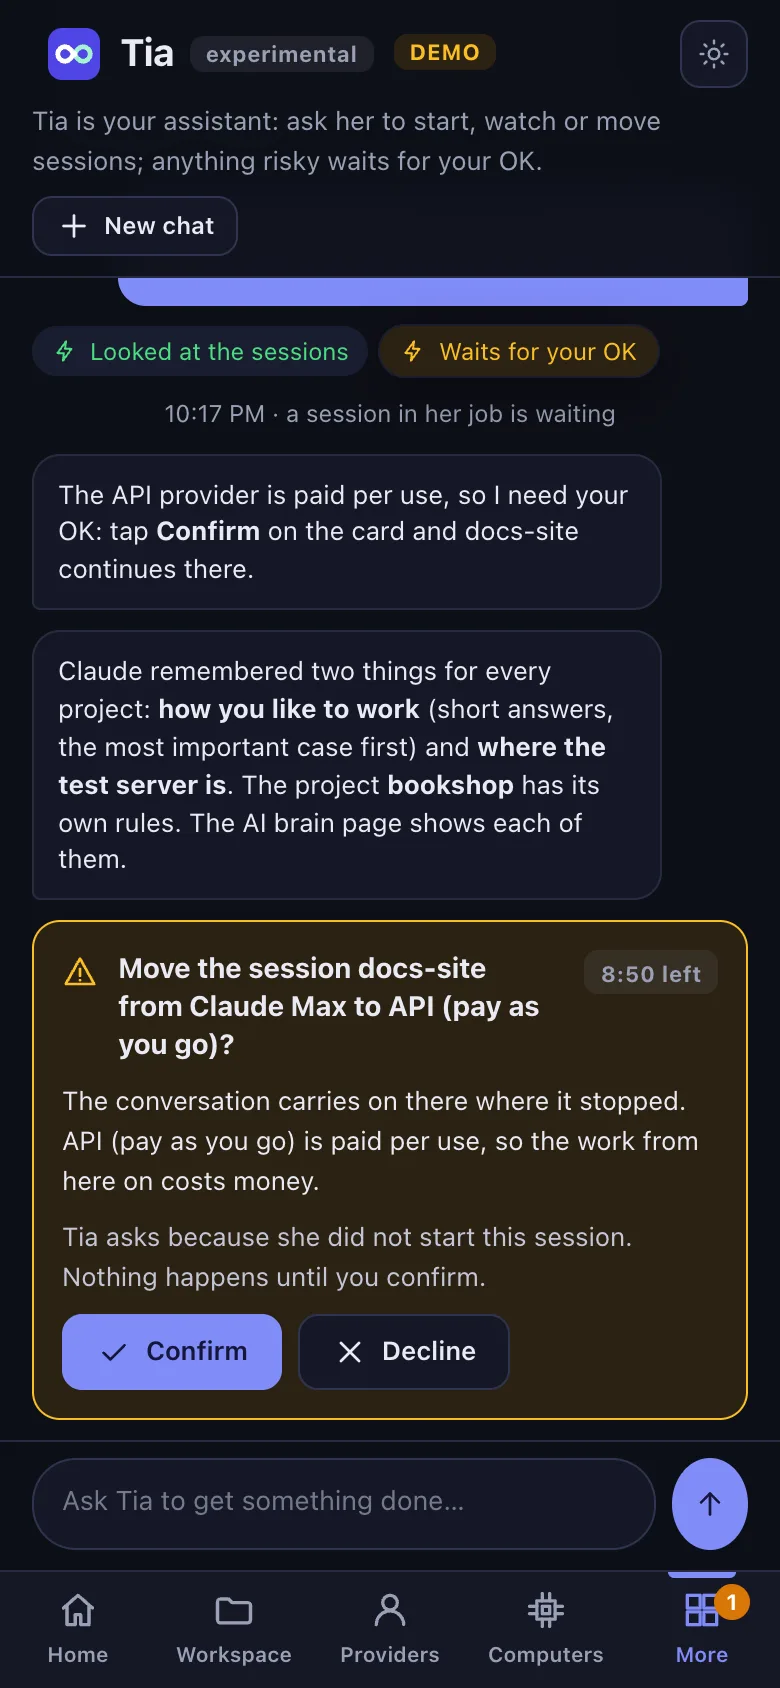 Tia experimental DEMO
Tia is your assistant: ask her to start, watch or move
sessions; anything risky waits for your OK.
New chat
Looked at the sessions Waits for your OK
10:17 PM · a session in her job is waiting
The API provider is paid per use, so I need your
OK: tap Confirm on the card and docs-site
continues there.
Claude remembered two things for every
project: how you like to work (short answers,
the most important case first) and where the
test server is. The project bookshop has its
own rules. The AI brain page shows each of
them.
Move the session docs-site
8:50 left
from Claude Max to API (pay as
you go)?
The conversation carries on there where it stopped.
API (pay as you go) is paid per use, so the work from
here on costs money.
Tia asks because she did not start this session.
Nothing happens until you confirm.
Confirm Decline
Ask Tia to get something done...
1
Home Workspace Providers Computers More